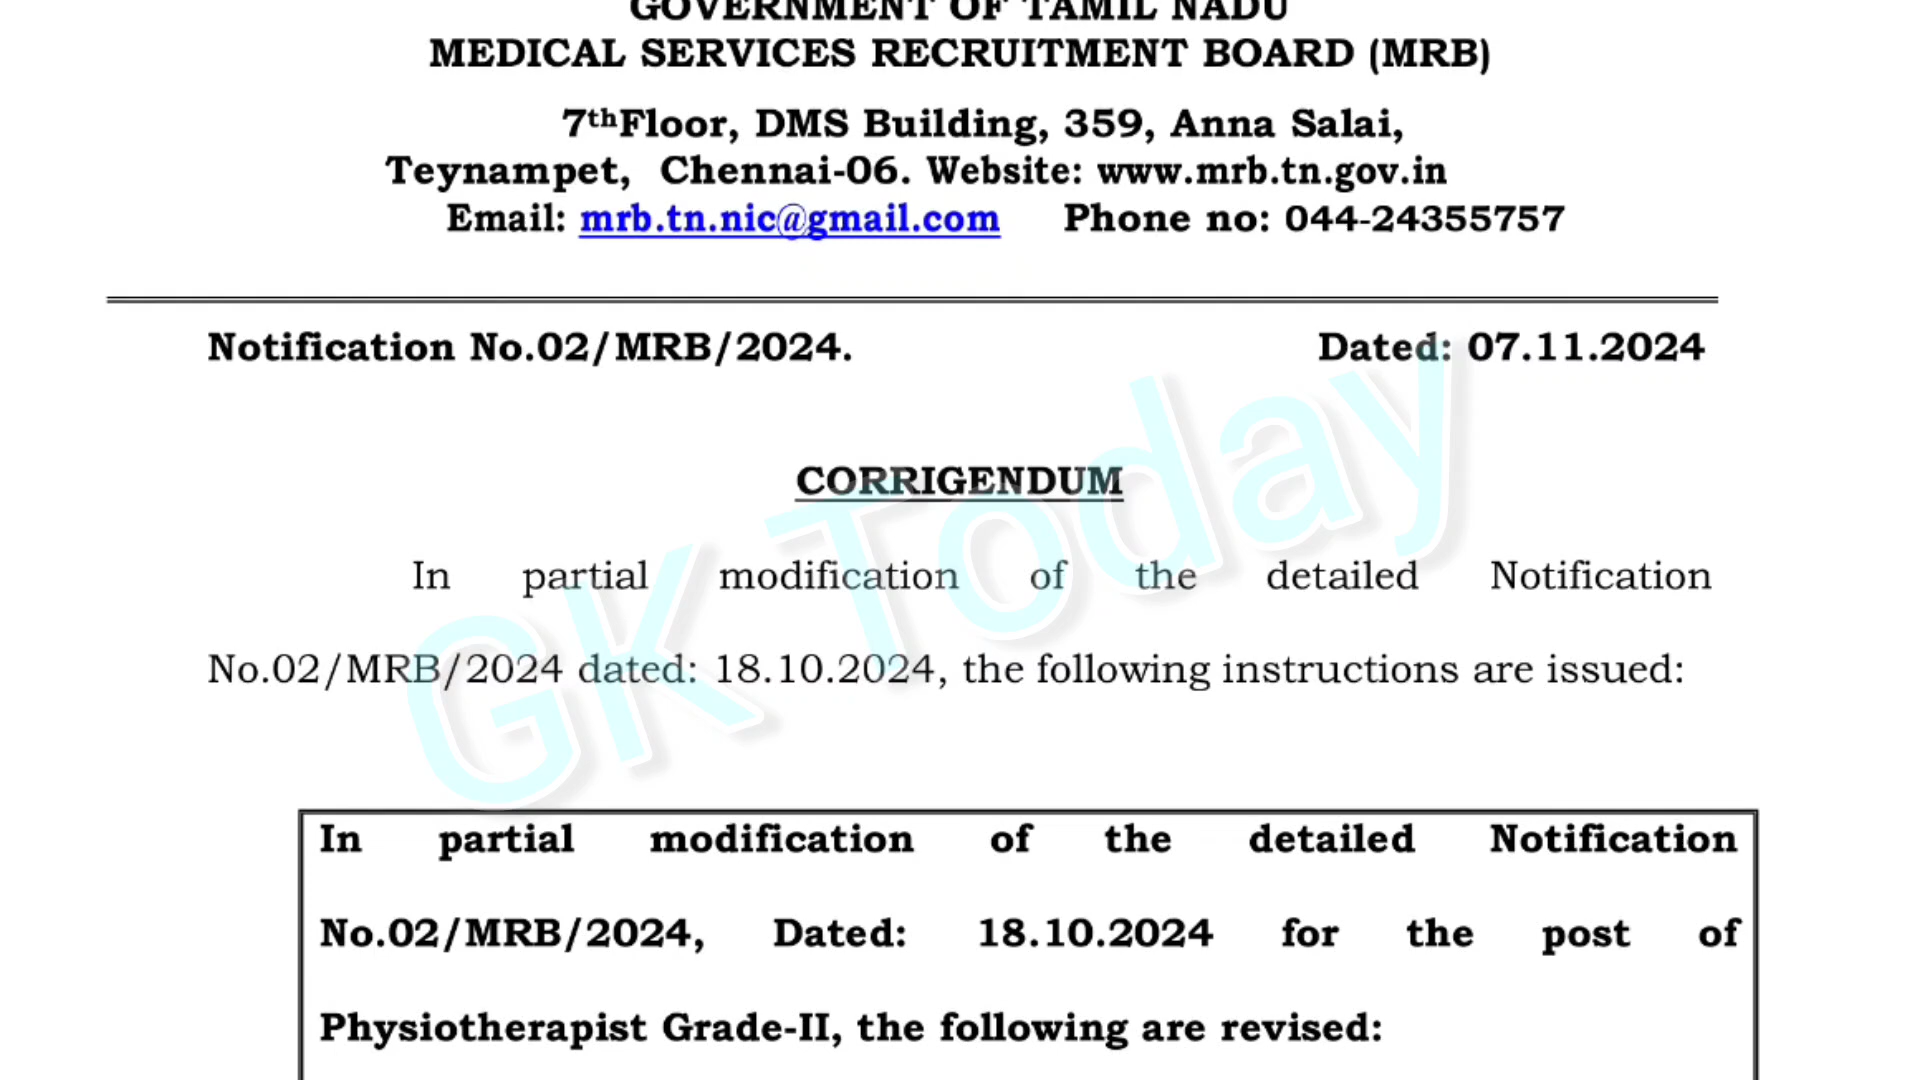 GOVERNMENT OF TAMIL NADU
MEDICAL SERVICES RECRUITMENT BOARD (MRB)
7thFloor, DMS Building, 359, Anna Salai,
Teynampet, Chennai-06. Website: www.mrb.tn.gov.in
Email: mrb.tn.nic@gmail.com Phone no: 044-24355757
Notification No.02/MRB/2024. Dated: 07.11.2024
CORRIGENDUM
In partial modification of the detailed Notification
No.02/MRB/2024 dated: 18.10.2024, the following instructions are issued:
GK Today
In partial modification of the detailed Notification
No.02/MRB/2024, Dated: 18.10.2024 for the post of
Physiotherapist Grade-II, the following are revised: